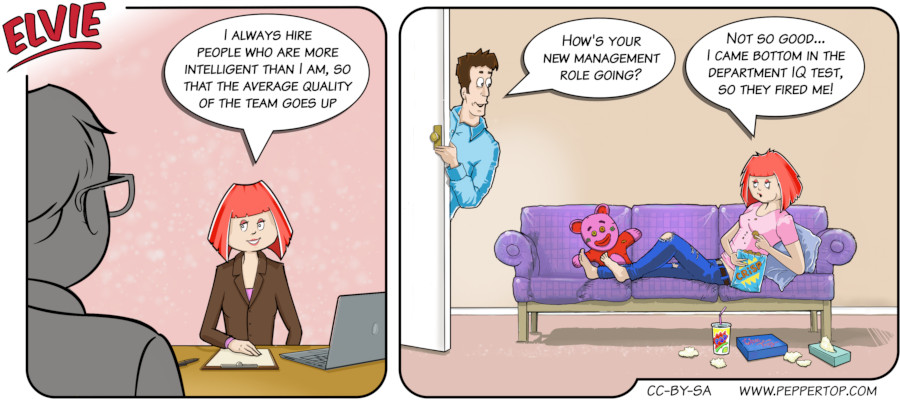 ELVIE
I ALWAYS HIRE
PEOPLE WHO ARE MORE
INTELLIGENT THAN I AM, SO
THAT THE AVERAGE QUALITY
OF THE TEAM GOES UP
HOW'S YOUR
NEW MANAGEMENT
ROLE GOING?
NOT SO GOOD...
I CAME BOTTOM IN THE
DEPARTMENT IQ TEST,
SO THEY FIRED ME!
CC-BY-SA
WWW.PEPPERTOP.COM